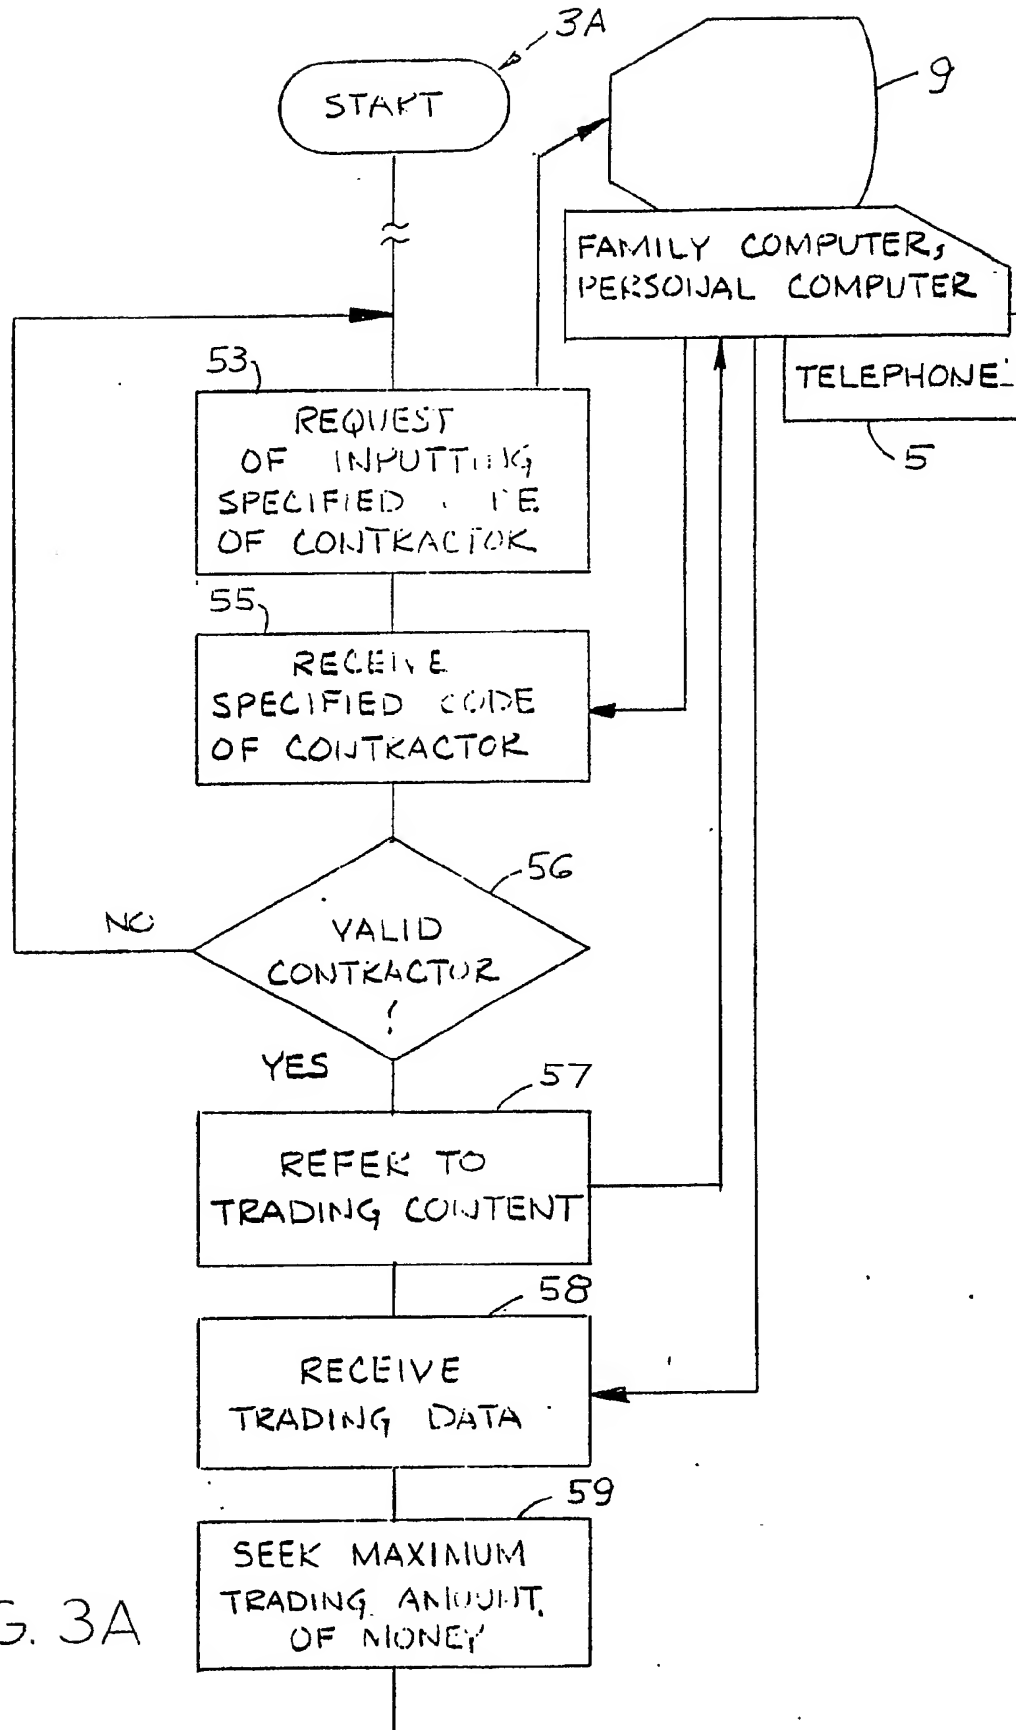 3A
START
9
FAMILY COMPUTER,
PERSONAL COMPUTER
TELEPHONE
5
53
REQUEST
OF INPUTTING
SPECIFIED
OF CONTRACTOR
55
RECEIVE
SPECIFIED CODE
OF CONTRACTOR
56
NO
VALID
CONTRACTOR
?
YES
57
REFER TO
TRADING CONTENT
58
RECEIVE
TRADING DATA
59
SEEK MAXIMUM
TRADING AMOUNT
OF MONEY
G. 3A